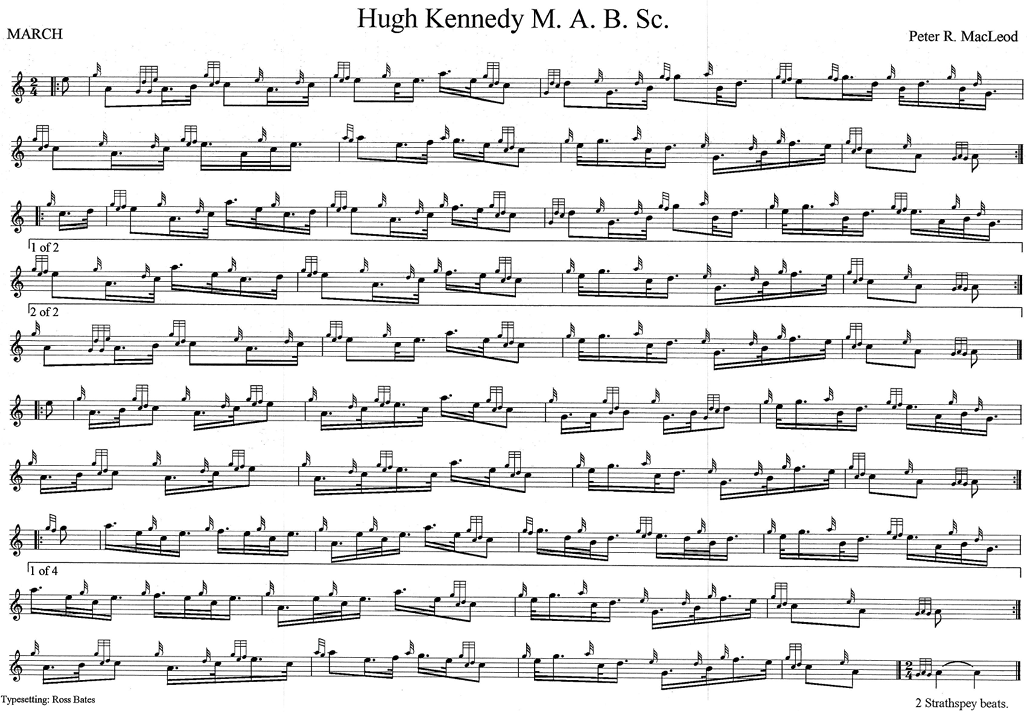 Hugh Kennedy M. A. B. Sc.
MARCH
Peter R. MacLeod
1 of 2
2 of 2
1 of 4
Typesetting: Ross Bates
2 Strathspey beats.